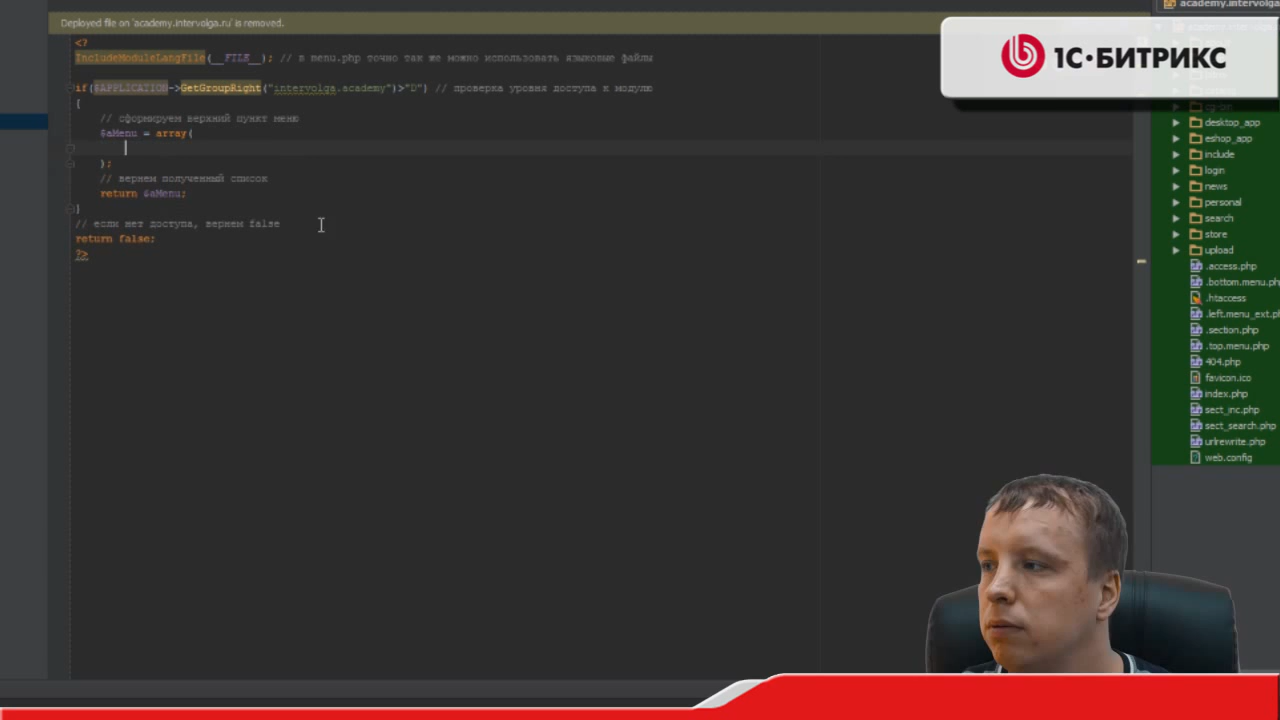 academy.intervolga
Deployed file on 'academy.intervolga.ru' is removed.
1С·БИТРИКС
<?
IncludeModuleLangFile(__FILE__); // в menu.php точно так же можно использовать языковые файлы
if($APPLICATION->GetGroupRight("intervolga.academy")>"D") // проверка уровня доступа к модулю
{
// сформируем верхний пункт меню
$aMenu = array(
);
// вернем полученный список
return $aMenu;
}
// если нет доступа, вернем false
return false;
?>
desktop_app
eshop_app
include
login
news
personal
search
store
upload
.access.php
.bottom.menu.ph
.htaccess
.left.menu_ext.p
.section.php
.top.menu.php
404.php
favicon.ico
index.php
sect_inc.php
sect_search.php
urlrewrite.php
web.config